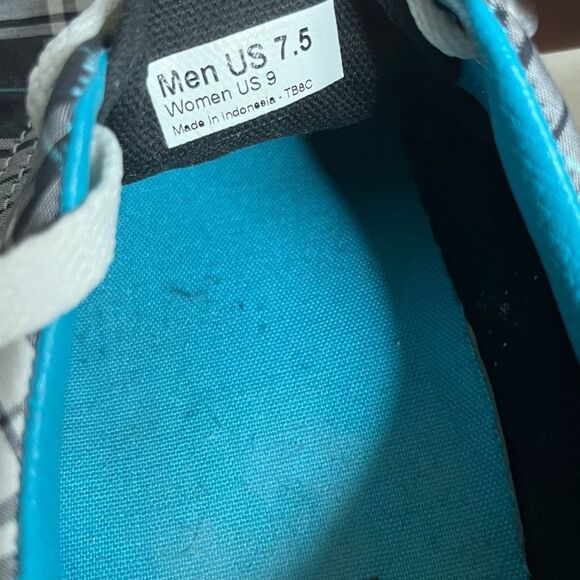 Men US 7.5
Women US 9
Made in Indonesia - TB8C